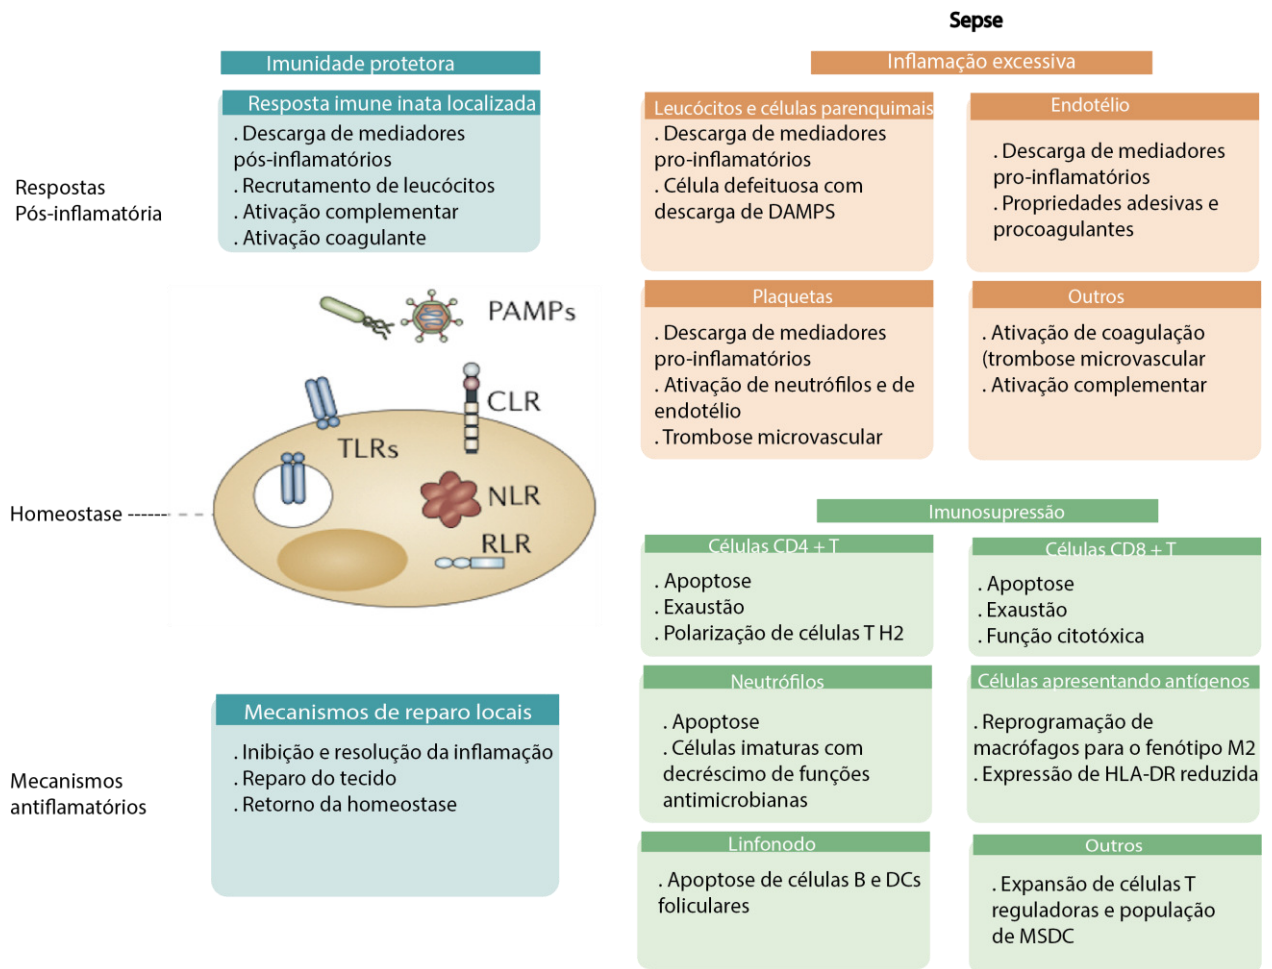 Sepse
Imunidade protetora
Resposta imune inata localizada
. Descarga de mediadores
pós-inflamatórios
. Recrutamento de leucócitos
. Ativação complementar
. Ativação coagulante
Respostas
Pós-inflamatória
Inflamação excessiva
Leucócitos e células parenquimais
. Descarga de mediadores
pro-inflamatórios
. Célula defeituosa com
descarga de DAMPS
Endotélio
. Descarga de mediadores
pro-inflamatórios
. Propriedades adesivas e
procoagulantes
Plaquetas
. Descarga de mediadores
pro-inflamatórios
. Ativação de neutrófilos e de
endotélio
. Trombose microvascular
Outros
. Ativação de coagulação
(trombose microvascular
. Ativação complementar
PAMPs
CLR
TLRs
NLR
RLR
Homeostase ------
Imunosupressão
Células CD4 + T
. Apoptose
. Exaustão
. Polarização de células T H2
Células CD8 + T
. Apoptose
. Exaustão
. Função citotóxica
Neutrófilos
. Apoptose
. Células imaturas com
decréscimo de funções
antimicrobianas
Células apresentando antígenos
. Reprogramação de
macrófagos para o fenótipo M2
. Expressão de HLA-DR reduzida
Linfonodo
. Apoptose de células B e DCs
foliculares
Outros
. Expansão de células T
reguladoras e população
de MSDC
Mecanismos
antiflamatórios
Mecanismos de reparo locais
. Inibição e resolução da inflamação
. Reparo do tecido
. Retorno da homeostase